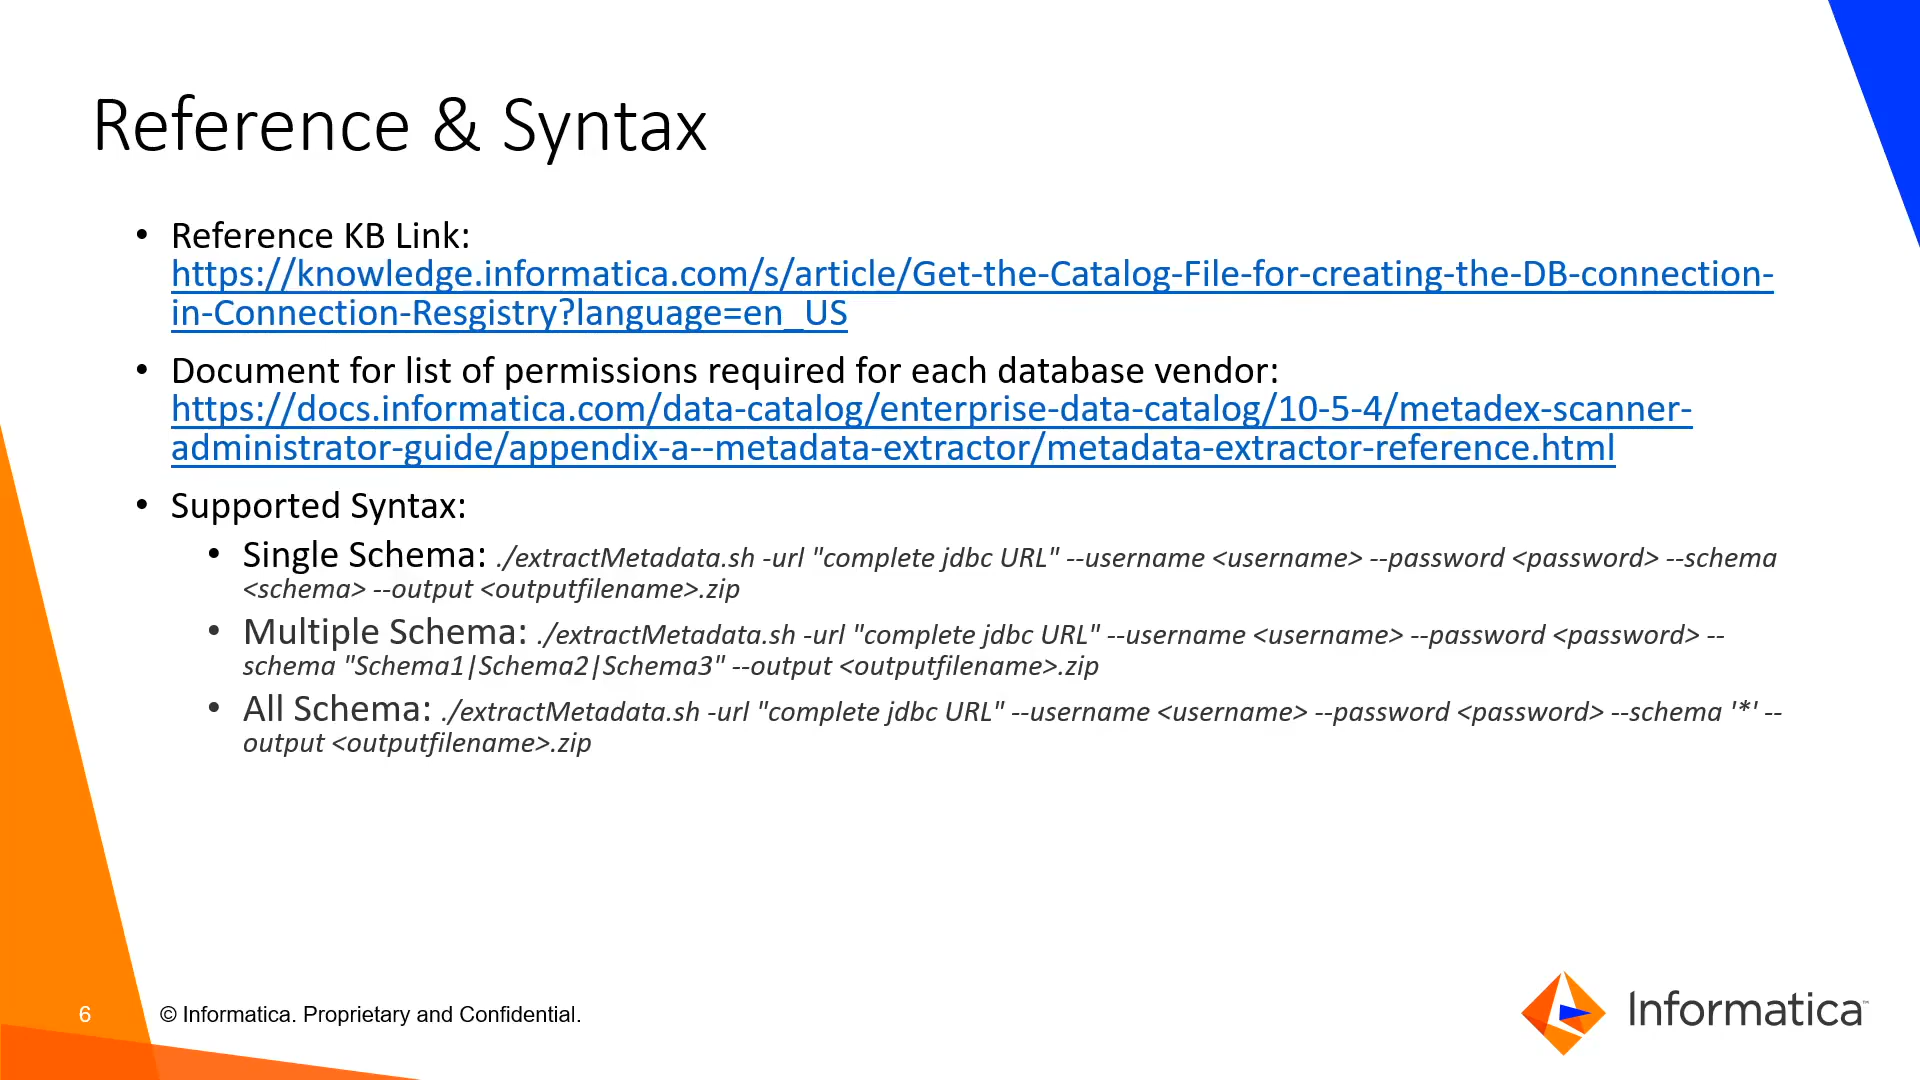 Reference & Syntax
• Reference KB Link:
https://knowledge.informatica.com/s/article/Get-the-Catalog-File-for-creating-the-DB-connection-
in-Connection-Resgistry?language=en_US
• Document for list of permissions required for each database vendor:
https://docs.informatica.com/data-catalog/enterprise-data-catalog/10-5-4/metadex-scanner-
administrator-guide/appendix-a--metadata-extractor/metadata-extractor-reference.html
• Supported Syntax:
• Single Schema: ./extractMetadata.sh -url "complete jdbc URL" --username <username> --password <password> --schema
<schema> --output <outputfilename>.zip
• Multiple Schema: ./extractMetadata.sh -url "complete jdbc URL" --username <username> --password <password> --
schema "Schema1|Schema2|Schema3" --output <outputfilename>.zip
• All Schema: ./extractMetadata.sh -url "complete jdbc URL" --username <username> --password <password> --schema '*' --
output <outputfilename>.zip
6
© Informatica. Proprietary and Confidential.
Informatica™